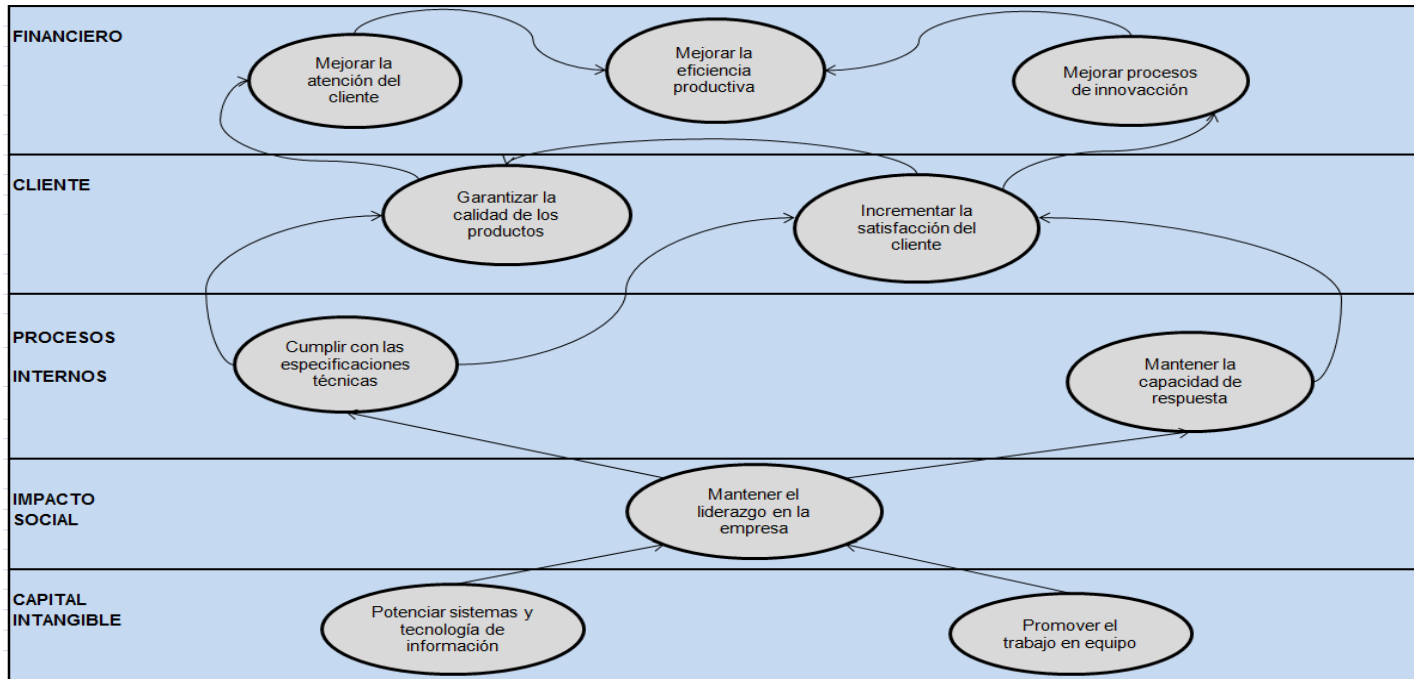 FINANCIERO
Mejorar la
atención del
cliente
Mejorar la
eficiencia
productiva
Mejorar procesos
de innovacción
CLIENTE
Garantizar la
calidad de los
productos
Incrementar la
satisfacción del
cliente
PROCESOS
INTERNOS
Cumplir con las
especificaciones
técnicas
Mantener la
capacidad de
respuesta
IMPACTO
SOCIAL
Mantener el
liderazgo en la
empresa
CAPITAL
INTANGIBLE
Potenciar sistemas y
tecnología de
información
Promover el
trabajo en equipo